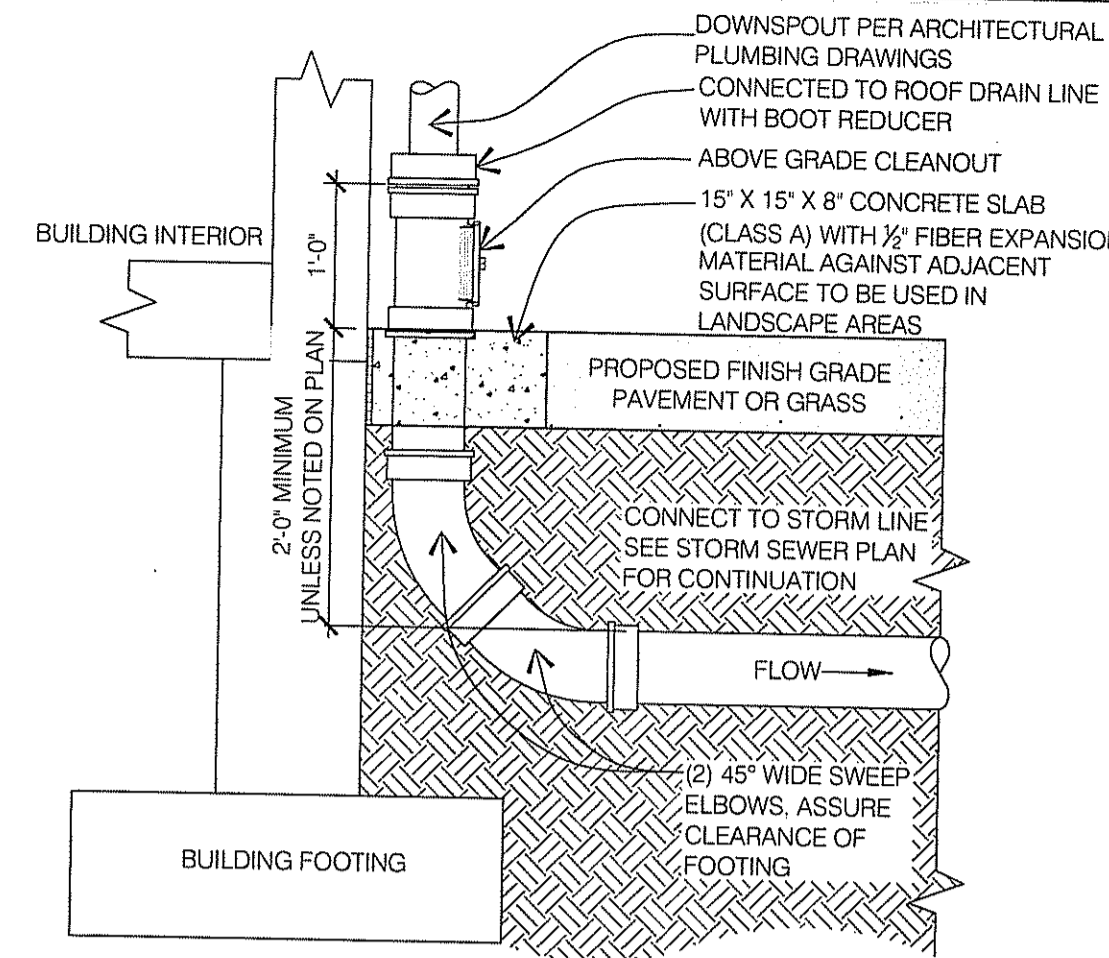 DOWNSPOUT PER ARCHITECTURAL
PLUMBING DRAWINGS
CONNECTED TO ROOF DRAIN LINE
WITH BOOT REDUCER
ABOVE GRADE CLEANOUT
15" X 15" X 8" CONCRETE SLAB
(CLASS A) WITH ½" FIBER EXPANSION
MATERIAL AGAINST ADJACENT
SURFACE TO BE USED IN
LANDSCAPE AREAS
BUILDING INTERIOR
1'-0"
2'-0" MINIMUM
UNLESS NOTED ON PLAN
PROPOSED FINISH GRADE
PAVEMENT OR GRASS
CONNECT TO STORM LINE
SEE STORM SEWER PLAN
FOR CONTINUATION
FLOW
(2) 45° WIDE SWEEP
ELBOWS, ASSURE
CLEARANCE OF
FOOTING
BUILDING FOOTING